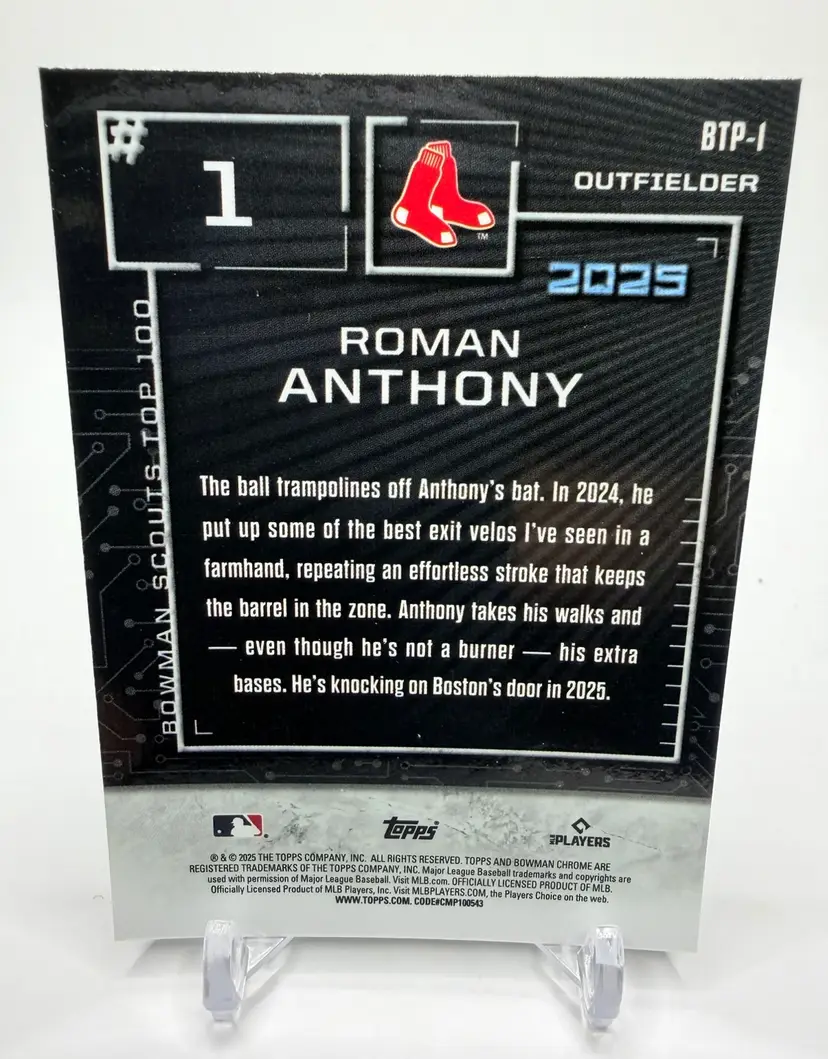 #
1
TM
BTP-1
OUTFIELDER
2025
BOWMAN SCOUTS TOP 100
ROMAN
ANTHONY
The ball trampolines off Anthony's bat. In 2024, he
put up some of the best exit velos I've seen in a
farmhand, repeating an effortless stroke that keeps
the barrel in the zone. Anthony takes his walks and
— even though he's not a burner — his extra
bases. He's knocking on Boston's door in 2025.
topps
MLB PLAYERS
® & © 2025 THE TOPPS COMPANY, INC. ALL RIGHTS RESERVED. TOPPS AND BOWMAN CHROME ARE
REGISTERED TRADEMARKS OF THE TOPPS COMPANY, INC. Major League Baseball trademarks and copyrights are
used with permission of Major League Baseball. Visit MLB.com. OFFICIALLY LICENSED PRODUCT OF MLB.
Officially Licensed Product of MLB Players, Inc. Visit MLBPLAYERS.COM, the Players Choice on the web.
WWW.TOPPS.COM. CODE#CMP100543